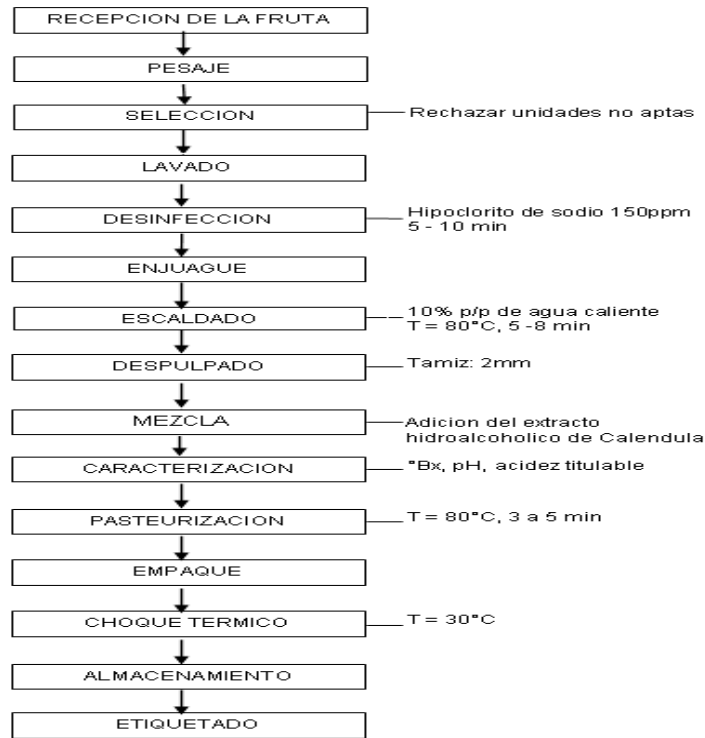 RECEPCION DE LA FRUTA
PESAJE
SELECCION
Rechazar unidades no aptas
LAVADO
DESINFECCION
Hipoclorito de sodio 150ppm
5 - 10 min
ENJUAGUE
ESCALDADO
10% p/p de agua caliente
T = 80°C, 5 -8 min
DESPULPADO
Tamiz: 2mm
MEZCLA
Adicion del extracto
hidroalcoholico de Calendula
CARACTERIZACION
°Bx, pH, acidez titulable
PASTEURIZACION
T = 80°C, 3 a 5 min
EMPAQUE
CHOQUE TERMICO
T = 30°C
ALMACENAMIENTO
ETIQUETADO